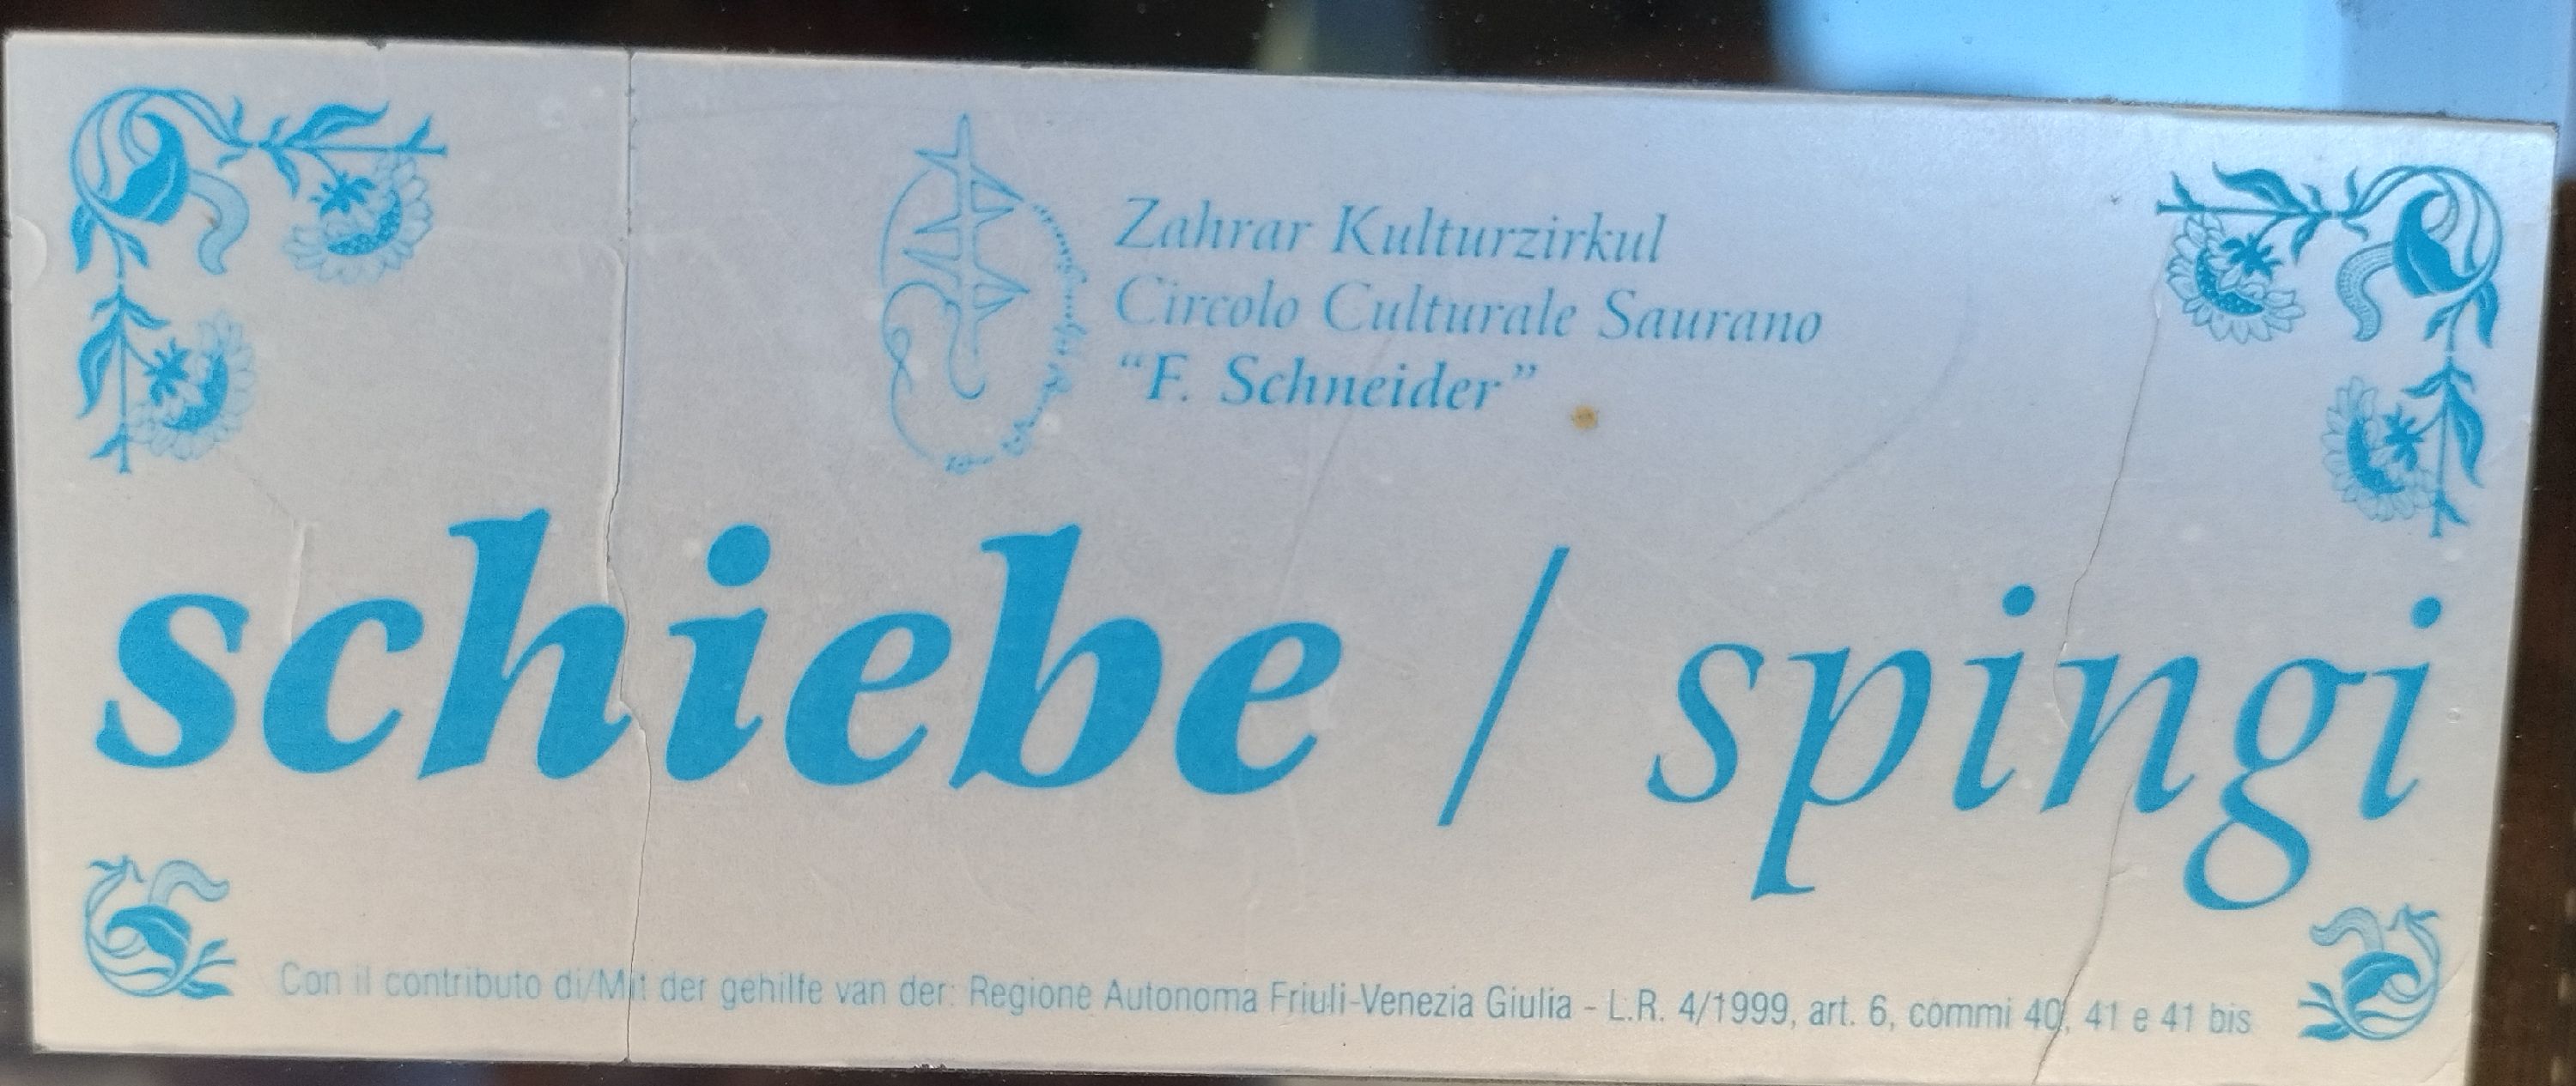 Zahrar Kulturzirkul
Circolo Culturale Saurano
“F. Schneider”
schiebe / spingi
Con il contributo di/Mit der gehilfe van der: Regione Autonoma Friuli-Venezia Giulia - L.R. 4/1999, art. 6, commi 40, 41 e 41 bis